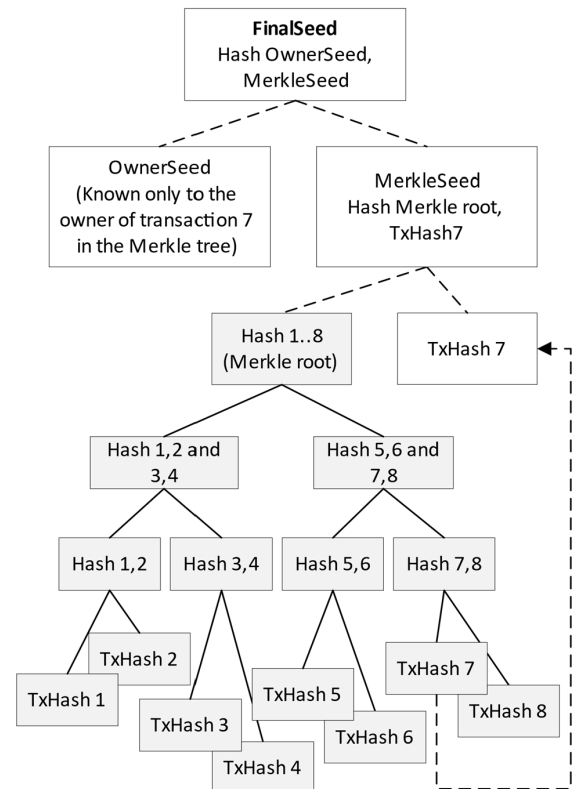 FinalSeed
Hash OwnerSeed,
MerkleSeed
OwnerSeed
(Known only to the
owner of transaction 7
in the Merkle tree)
MerkleSeed
Hash Merkle root,
TxHash7
Hash 1..8
(Merkle root)
TxHash 7
Hash 1,2 and
3,4
Hash 5,6 and
7,8
Hash 1,2
Hash 3,4
Hash 5,6
Hash 7,8
TxHash 2
TxHash 1
TxHash 3
TxHash 4
TxHash 5
TxHash 6
TxHash 7
TxHash 8